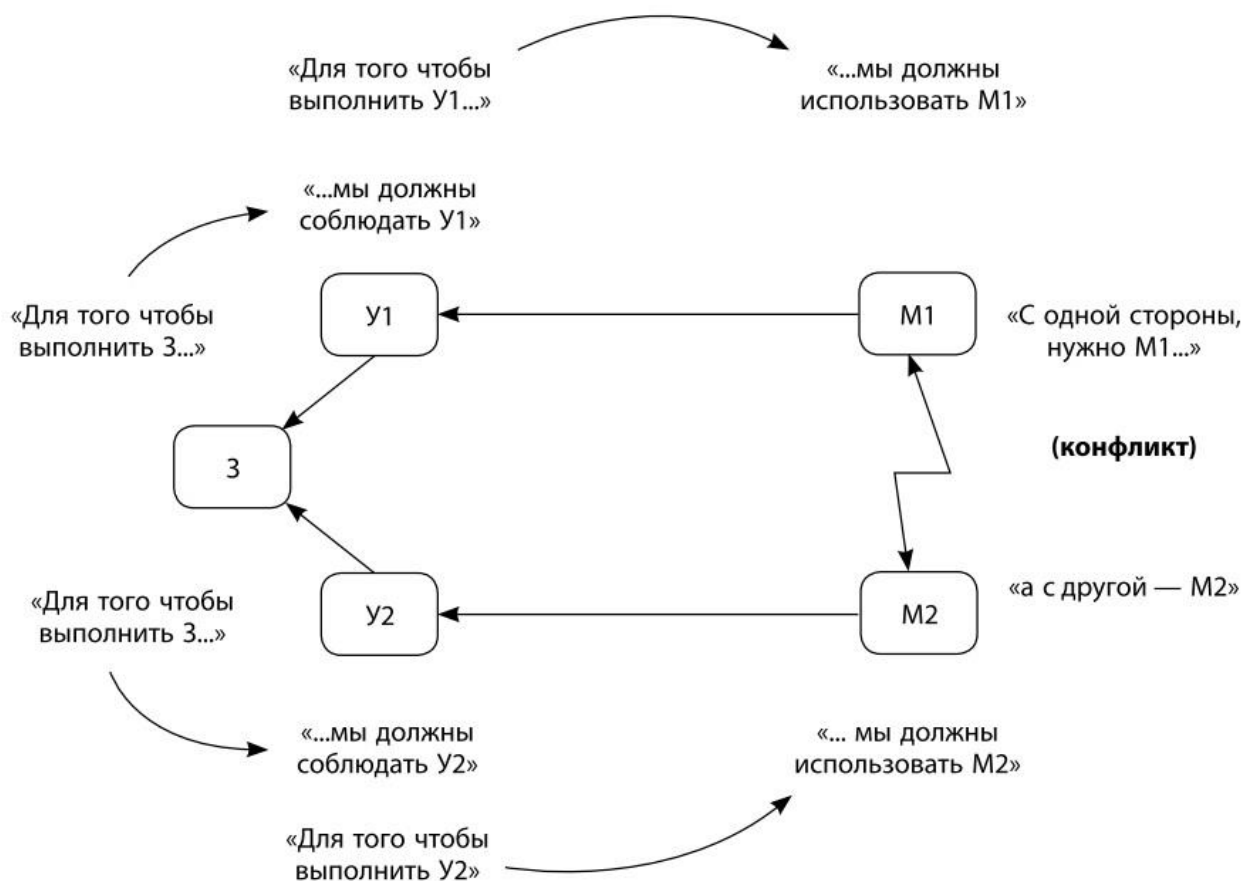 «Для того чтобы
выполнить У1...»
«...мы должны
использовать М1»
«...мы должны
соблюдать У1»
«Для того чтобы
выполнить З...»
У1
М1
«С одной стороны,
нужно М1...»
З
(конфликт)
«Для того чтобы
выполнить З...»
У2
М2
«а с другой — М2»
«...мы должны
соблюдать У2»
«... мы должны
использовать М2»
«Для того чтобы
выполнить У2»